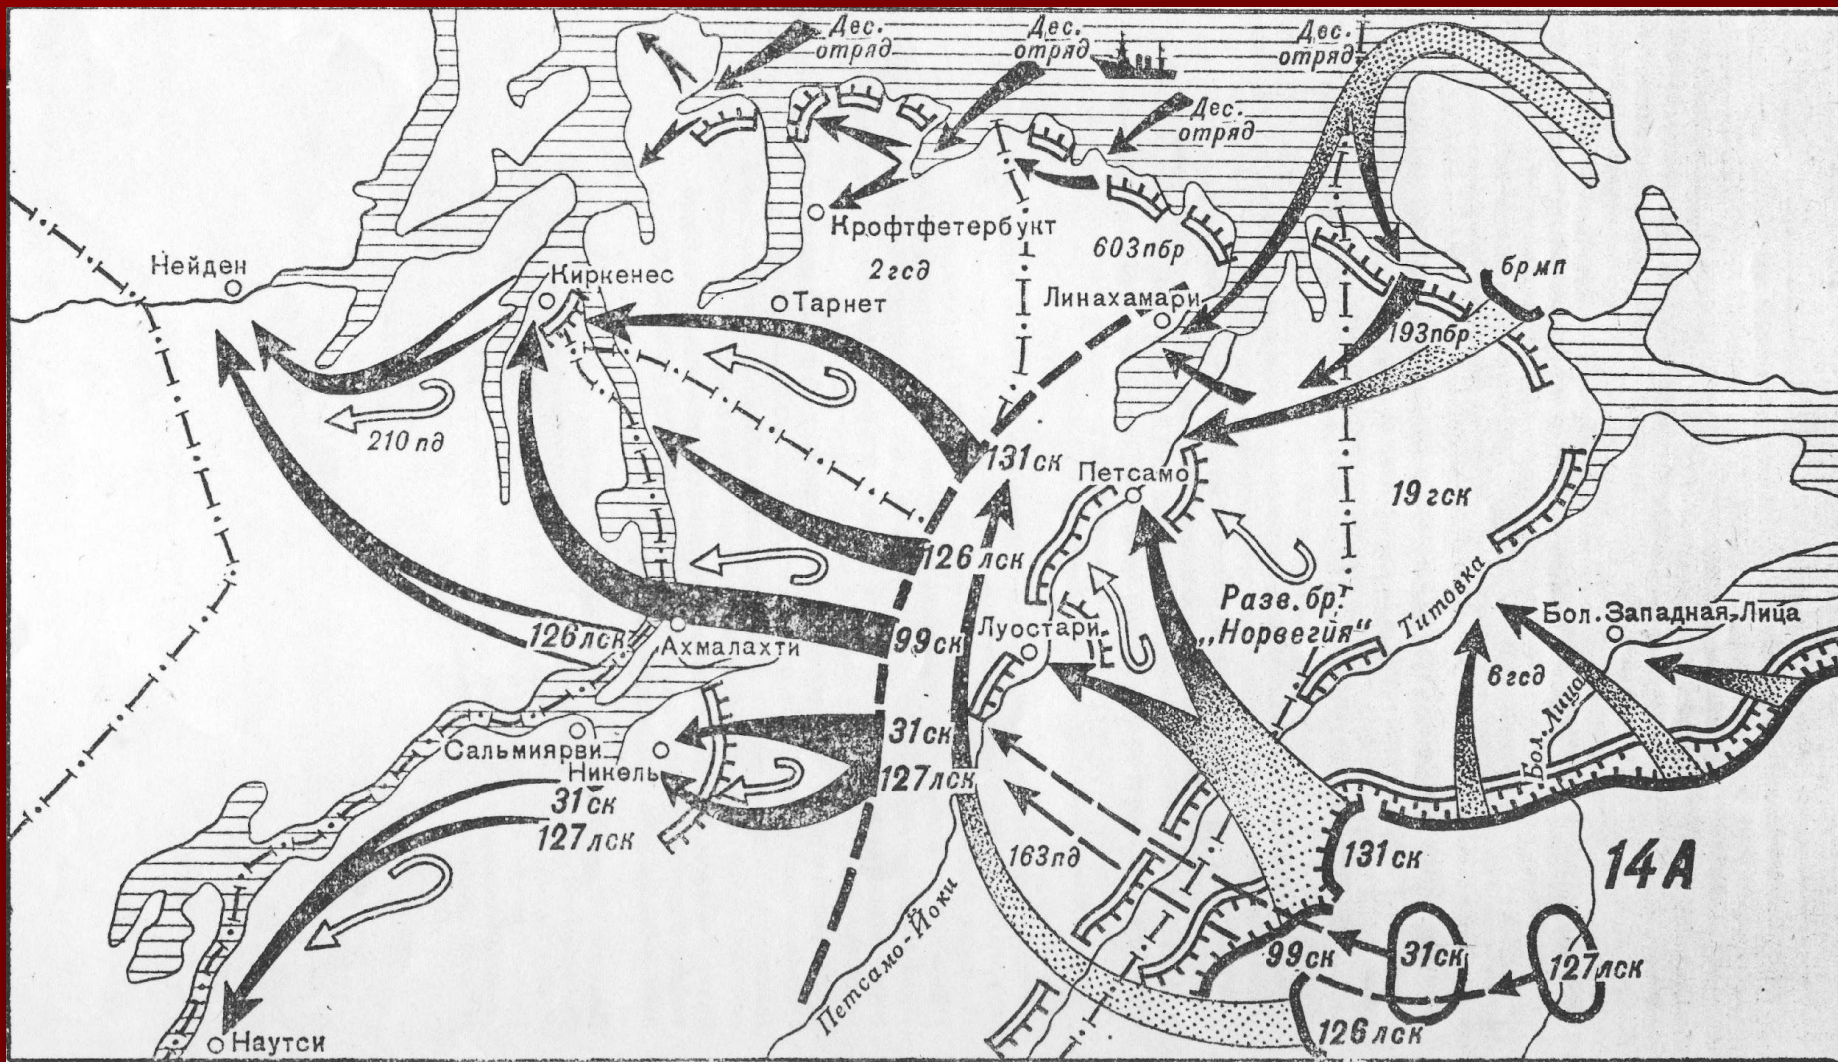 Дес.
отряд
Дес.
отряд
Дес.
отряд
Дес.
отряд
Крофтфетербукт
2гсд
603пбр
Нейден
Киркенес
Тарнет
Линахамари
бр мп
193пбр
210 пд
131ск
Петсамо
19гск
126лск
Разв. бр.
„Норвегия“
Титовка
Бол. Западная Лица
126лск
Ахмалахти
99ск
Луостари
6гсд
Бол. Лица
31ск
Сальмиярви
Никель
127лск
31ск
127лск
163пд
131ск
14А
Петсамо-Йоки
99ск
31ск
127лск
126лск
Наутси